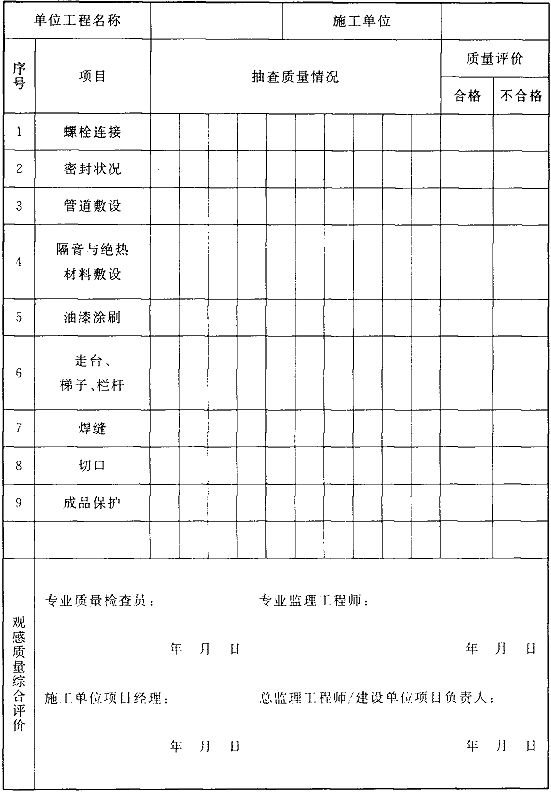 单位工程名称 施工单位
序号 项目 抽查质量情况 质量评价
合格 不合格
1 螺栓连接
2 密封状况
3 管道敷设
4 隔音与绝热
材料敷设
5 油漆涂刷
6 走台、
梯子、栏杆
7 焊缝
8 切口
9 成品保护
观感质量综合评价
专业质量检查员： 专业监理工程师：
年 月 日 年 月 日
施工单位项目经理： 总监理工程师/建设单位项目负责人：
年 月 日 年 月 日